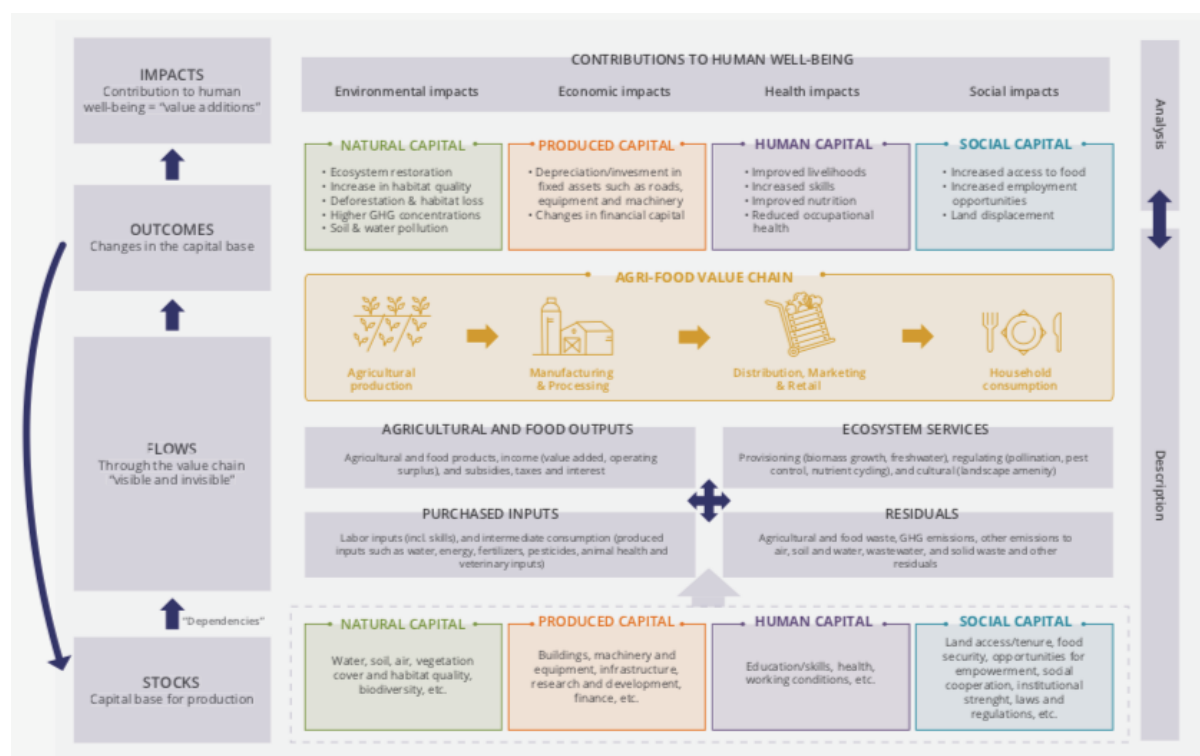 IMPACTS
Contribution to human
well-being = “value additions”
OUTCOMES
Changes in the capital base
FLOWS
Through the value chain
“visible and invisible”
“Dependencies”
STOCKS
Capital base for production
CONTRIBUTIONS TO HUMAN WELL-BEING
Environmental impacts
Economic impacts
Health impacts
Social impacts
NATURAL CAPITAL
• Ecosystem restoration
• Increase in habitat quality
• Deforestation & habitat loss
• Higher GHG concentrations
• Soil & water pollution
PRODUCED CAPITAL
• Depreciation/invesment in
fixed assets such as roads,
equipment and machinery
• Changes in financial capital
HUMAN CAPITAL
• Improved livelihoods
• Increased skills
• Improved nutrition
• Reduced occupational
health
SOCIAL CAPITAL
• Increased access to food
• Increased employment
opportunities
• Land displacement
AGRI-FOOD VALUE CHAIN
Agricultural
production
Manufacturing
& Processing
Distribution, Marketing
& Retail
Household
consumption
AGRICULTURAL AND FOOD OUTPUTS
Agricultural and food products, income (value added, operating
surplus), and subsidies, taxes and interest
ECOSYSTEM SERVICES
Provisioning (biomass growth, freshwater), regulating (pollination, pest
control, nutrient cycling), and cultural (landscape amenity)
PURCHASED INPUTS
Labor inputs (incl. skills), and intermediate consumption (produced
inputs such as water, energy, fertilizers, pesticides, animal health and
veterinary inputs)
RESIDUALS
Agricultural and food waste, GHG emissions, other emissions to
air, soil and water, wastewater, and solid waste and other
residuals
NATURAL CAPITAL
Water, soil, air, vegetation
cover and habitat quality,
biodiversity, etc.
PRODUCED CAPITAL
Buildings, machinery and
equipment, infrastructure,
research and development,
finance, etc.
HUMAN CAPITAL
Education/skills, health,
working conditions, etc.
SOCIAL CAPITAL
Land access/tenure, food
security, opportunities for
empowerment, social
cooperation, institutional
strenght, laws and
regulations, etc.
Analysis
Description